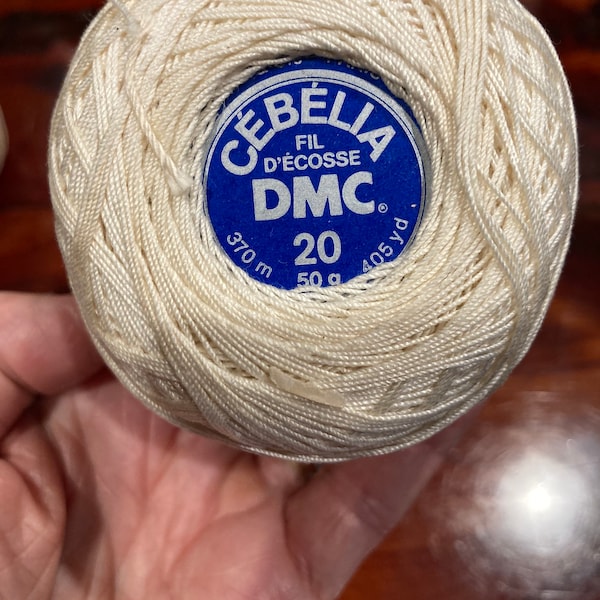 CÉBÉLIA
FIL
D'ÉCOSSE
DMC®
20
370 m
50 g
405 yd